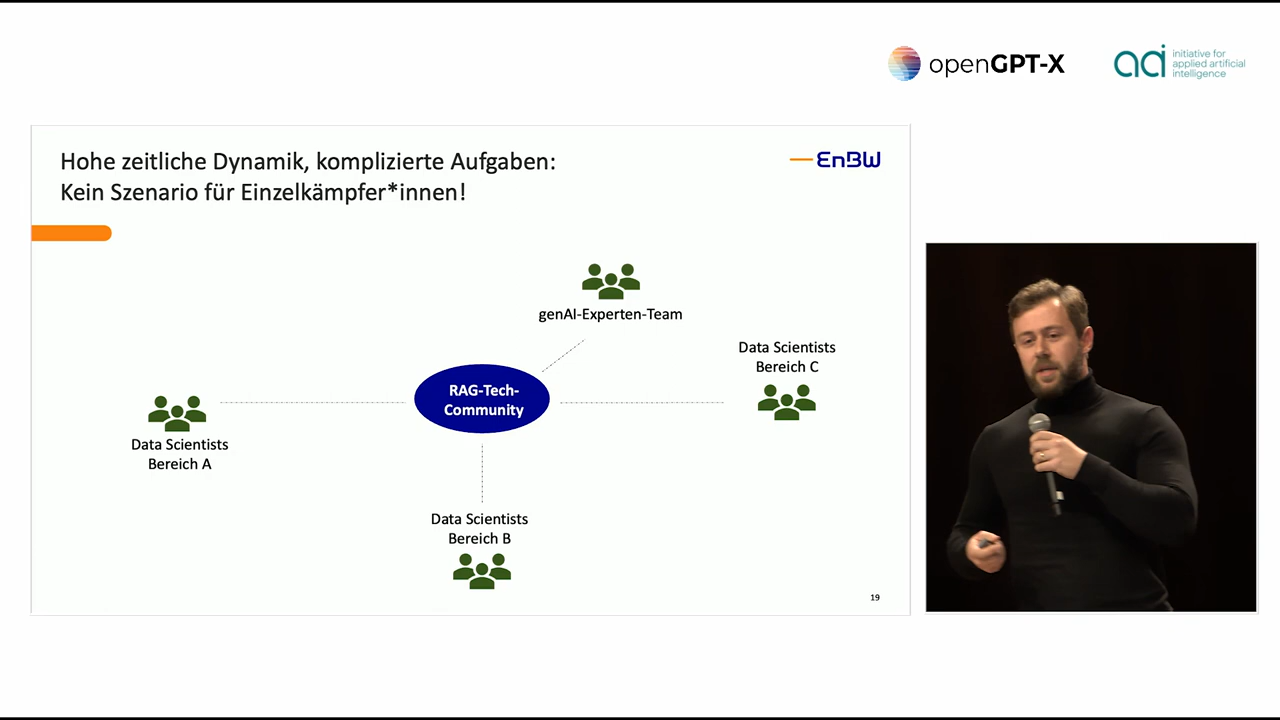 openGPT-X
aai
initiative for
applied artificial
intelligence
Hohe zeitliche Dynamik, komplizierte Aufgaben:
Kein Szenario für Einzelkämpfer*innen!
EnBW
genAI-Experten-Team
Data Scientists
Bereich C
RAG-Tech-
Community
Data Scientists
Bereich A
Data Scientists
Bereich B
19